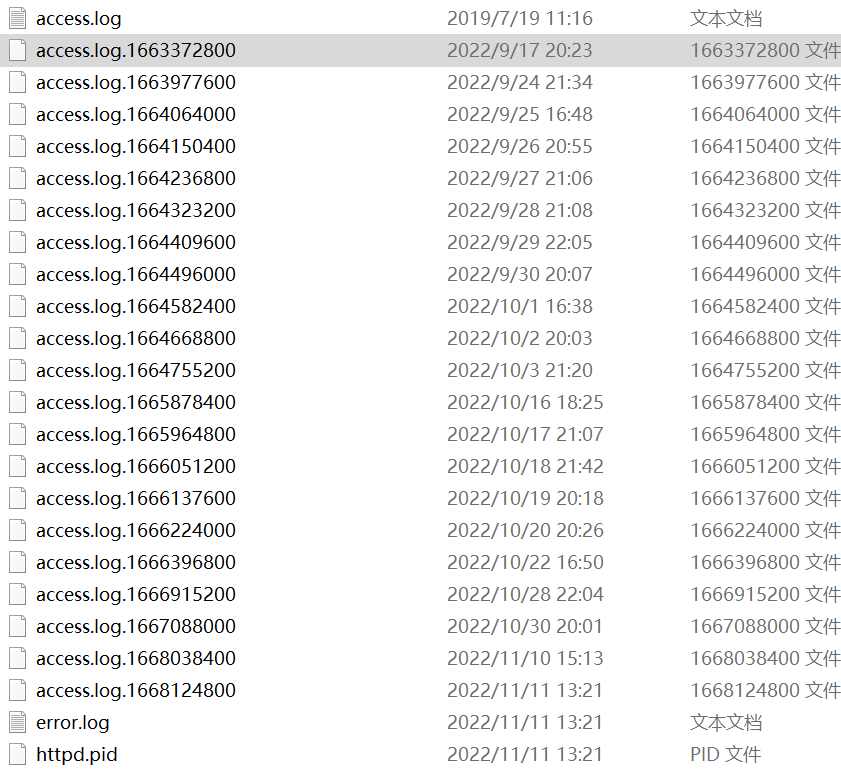 access.log 2019/7/19 11:16 文本文档
access.log.1663372800 2022/9/17 20:23 1663372800 文件
access.log.1663977600 2022/9/24 21:34 1663977600 文件
access.log.1664064000 2022/9/25 16:48 1664064000 文件
access.log.1664150400 2022/9/26 20:55 1664150400 文件
access.log.1664236800 2022/9/27 21:06 1664236800 文件
access.log.1664323200 2022/9/28 21:08 1664323200 文件
access.log.1664409600 2022/9/29 22:05 1664409600 文件
access.log.1664496000 2022/9/30 20:07 1664496000 文件
access.log.1664582400 2022/10/1 16:38 1664582400 文件
access.log.1664668800 2022/10/2 20:03 1664668800 文件
access.log.1664755200 2022/10/3 21:20 1664755200 文件
access.log.1665878400 2022/10/16 18:25 1665878400 文件
access.log.1665964800 2022/10/17 21:07 1665964800 文件
access.log.1666051200 2022/10/18 21:42 1666051200 文件
access.log.1666137600 2022/10/19 20:18 1666137600 文件
access.log.1666224000 2022/10/20 20:26 1666224000 文件
access.log.1666396800 2022/10/22 16:50 1666396800 文件
access.log.1666915200 2022/10/28 22:04 1666915200 文件
access.log.1667088000 2022/10/30 20:01 1667088000 文件
access.log.1668038400 2022/11/10 15:13 1668038400 文件
access.log.1668124800 2022/11/11 13:21 1668124800 文件
error.log 2022/11/11 13:21 文本文档
httpd.pid 2022/11/11 13:21 PID 文件